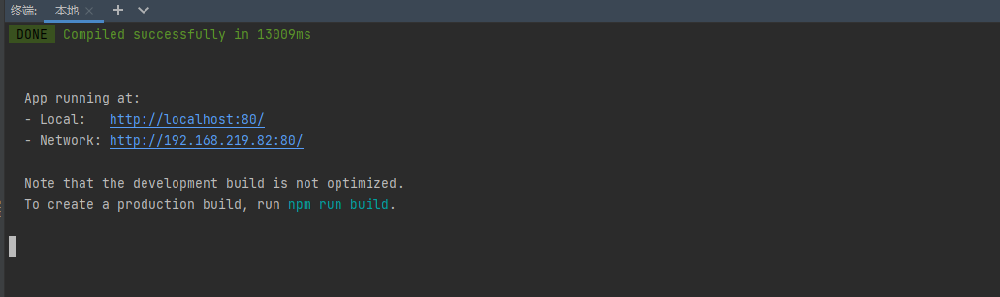 终端: 本地
DONE Compiled successfully in 13009ms
App running at:
- Local: http://localhost:80/
- Network: http://192.168.219.82:80/
Note that the development build is not optimized.
To create a production build, run npm run build.